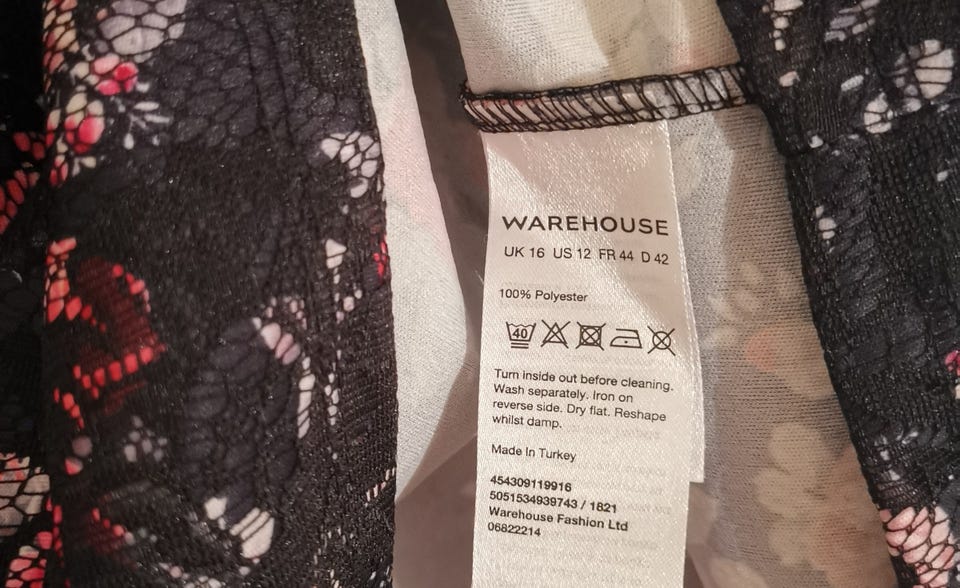 WAREHOUSE
UK 16 US 12 FR 44 D 42
100% Polyester
40
Turn inside out before cleaning.
Wash separately. Iron on
reverse side. Dry flat. Reshape
whilst damp.
Made In Turkey
454309119916
5051534939743 / 1821
Warehouse Fashion Ltd
06822214